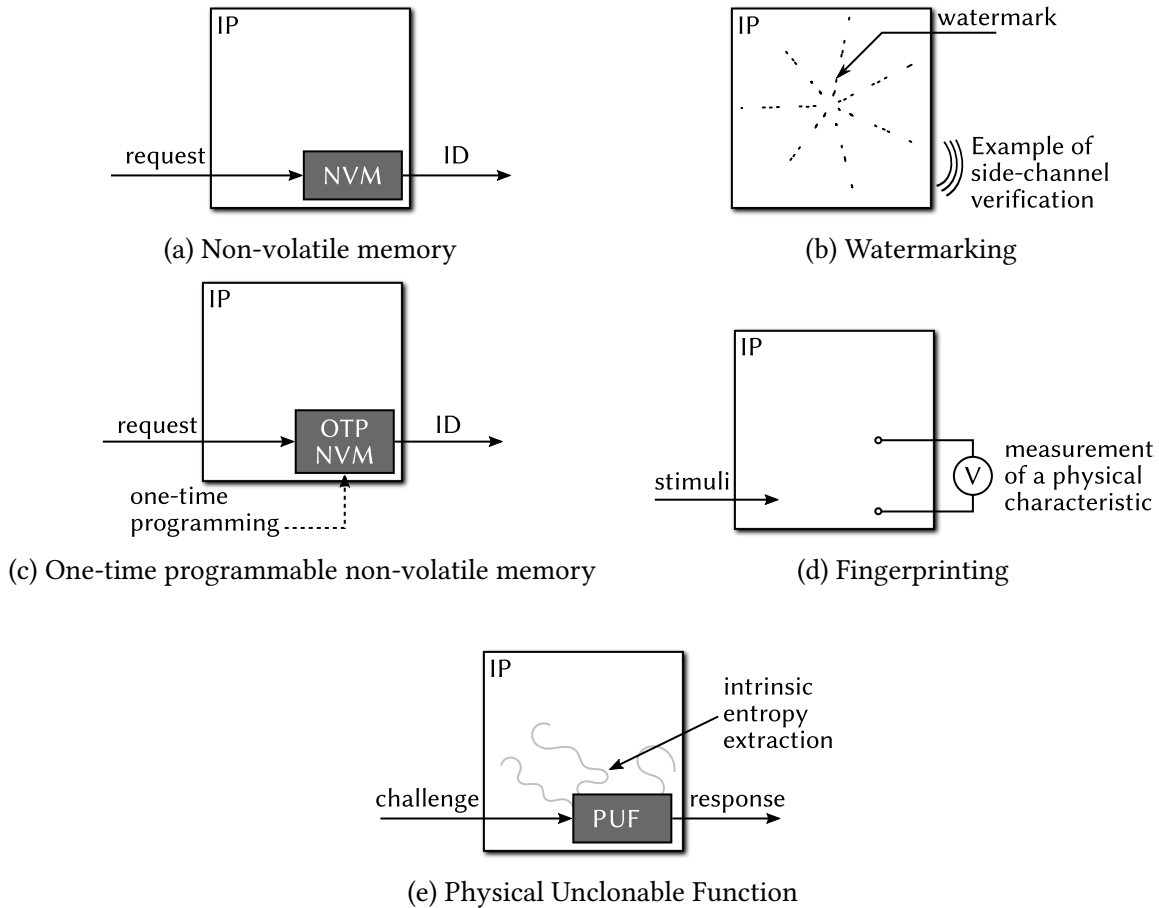 IP
request
NVM
ID
(a) Non-volatile memory
IP
watermark
Example of
side-channel
verification
(b) Watermarking
IP
request
OTP
NVM
ID
one-time
programming
(c) One-time programmable non-volatile memory
IP
stimuli
V
measurement
of a physical
characteristic
(d) Fingerprinting
IP
intrinsic
entropy
extraction
challenge
PUF
response
(e) Physical Unclonable Function